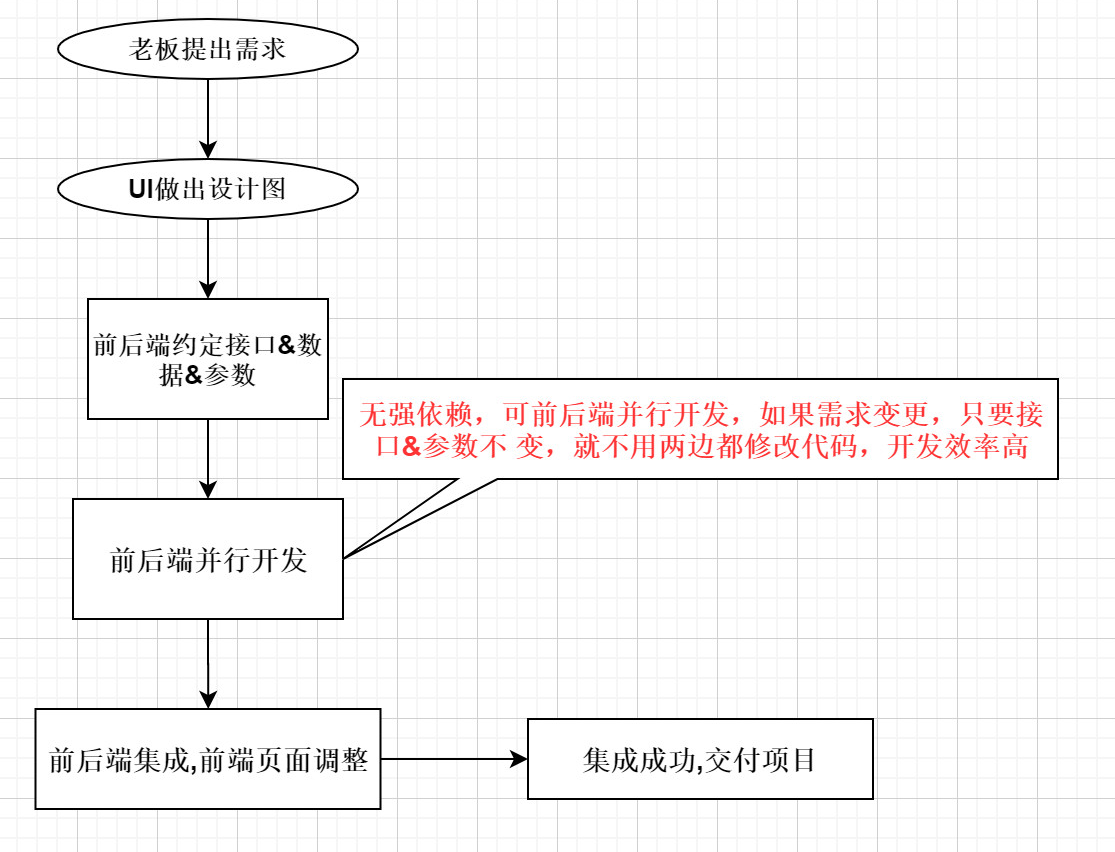 老板提出需求
UI做出设计图
前后端约定接口&数
据&参数
无强依赖，可前后端并行开发，如果需求变更，只要接
口&参数不 变，就不用两边都修改代码，开发效率高
前后端并行开发
前后端集成,前端页面调整
集成成功,交付项目